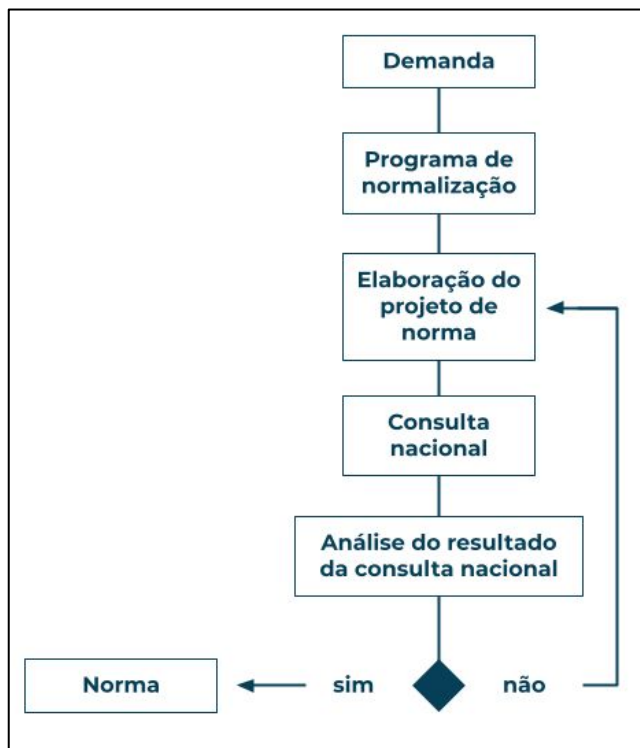 Demanda
Programa de
normalização
Elaboração do
projeto de
norma
Consulta
nacional
Análise do resultado
da consulta nacional
Norma
sim
não